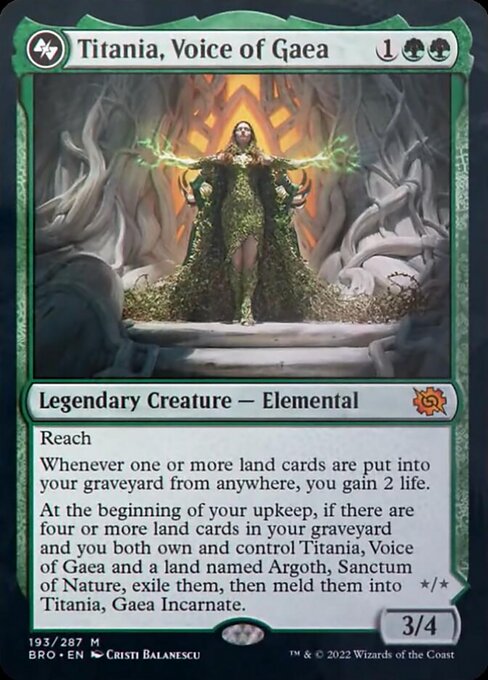 Titania, Voice of Gaea 1
Legendary Creature — Elemental
Reach
Whenever one or more land cards are put into
your graveyard from anywhere, you gain 2 life.
At the beginning of your upkeep, if there are
four or more land cards in your graveyard
and you both own and control Titania, Voice
of Gaea and a land named Argoth, Sanctum
of Nature, exile them, then meld them into
Titania, Gaea Incarnate.
*/*
3/4
193/287 M
BRO • EN Cristi Balanescu
™ & © 2022 Wizards of the Coast